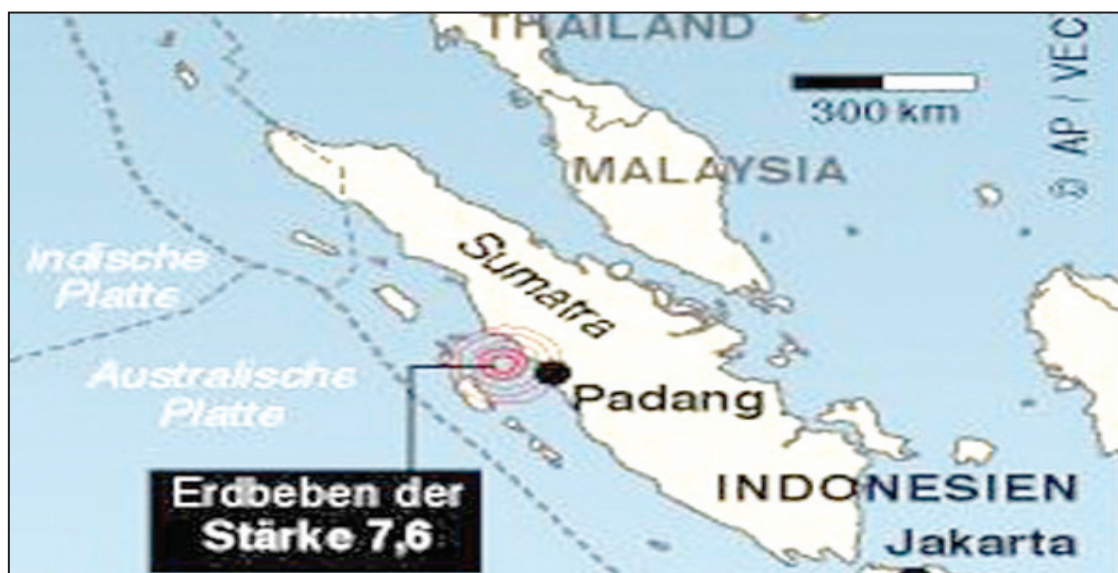 Platte
THAILAND
300 km
© AP / VEC
MALAYSIA
Indische
Platte
Sumatra
Australische
Platte
Padang
Erdbeben der
Stärke 7,6
INDONESIEN
Jakarta